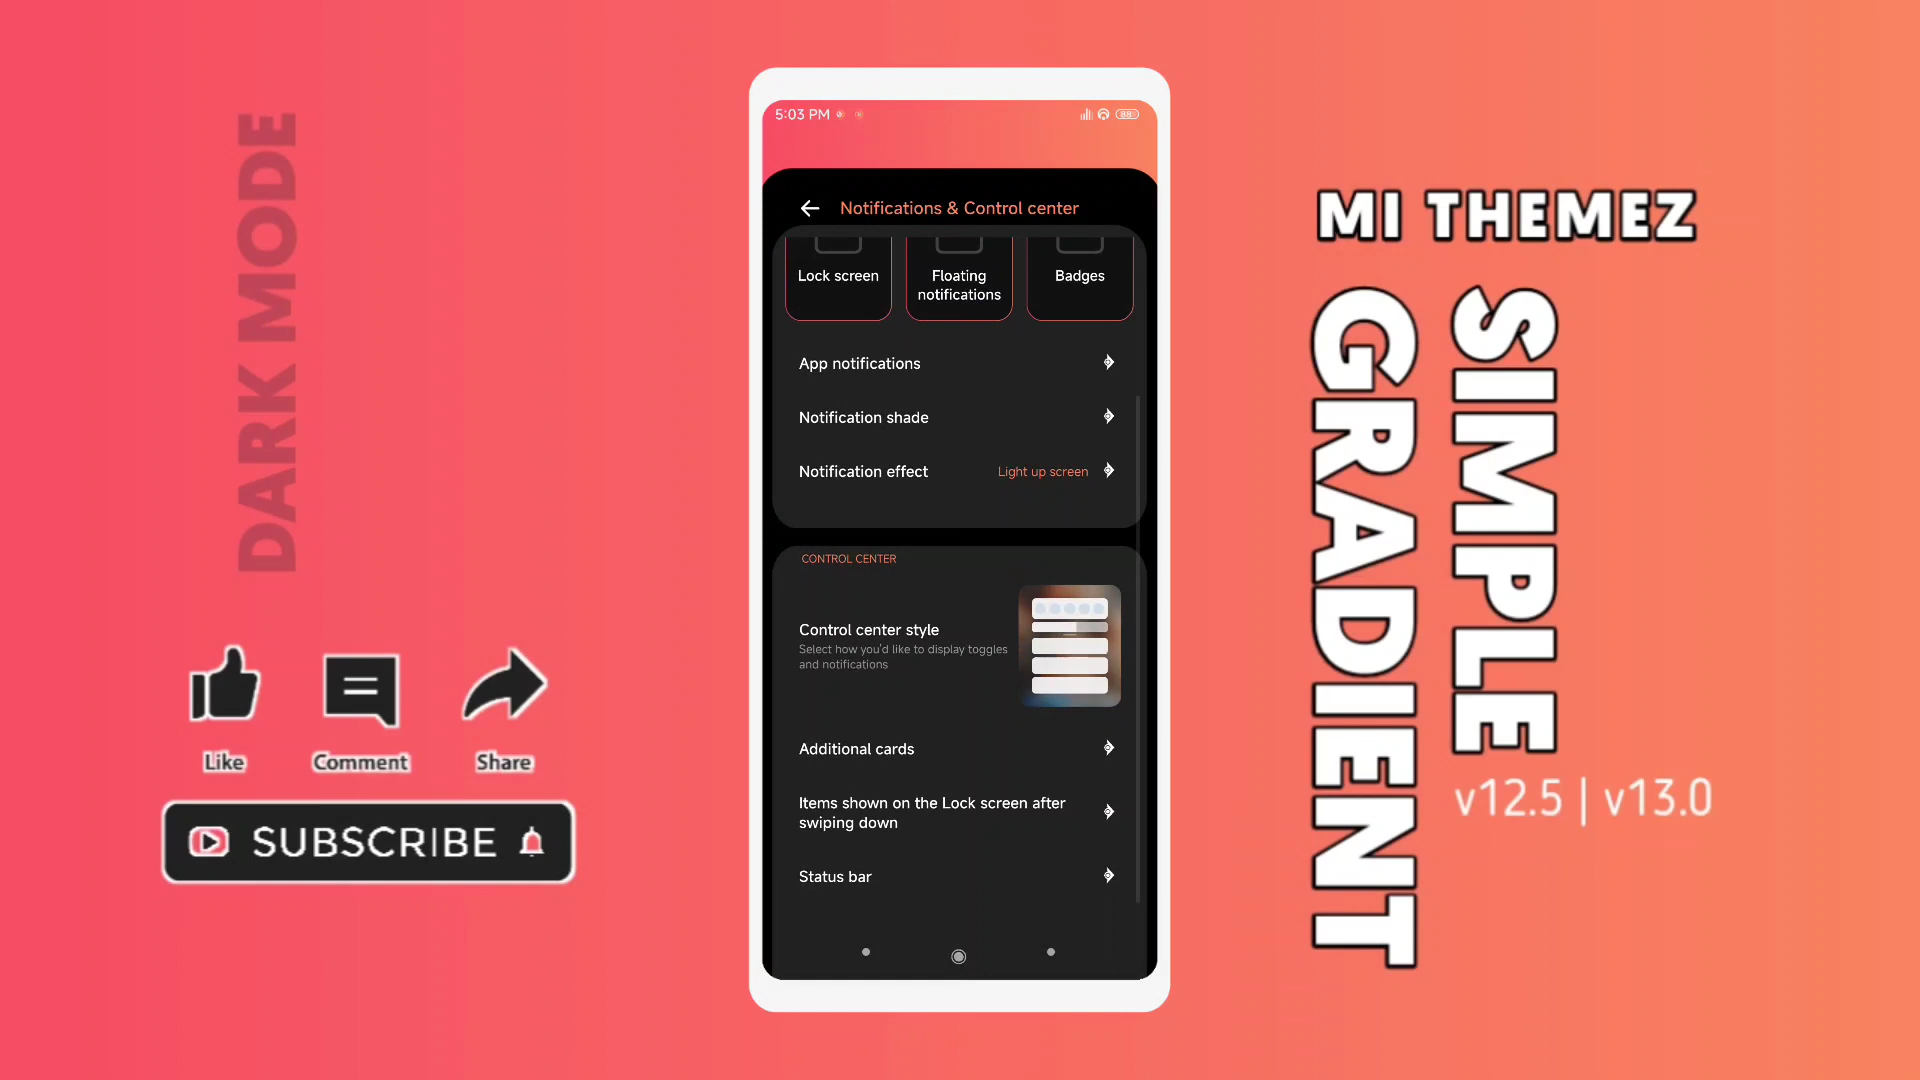 DARK MODE
Like
Comment
Share
SUBSCRIBE
5:03 PM
88
Notifications & Control center
Lock screen
Floating
notifications
Badges
App notifications
Notification shade
Notification effect
Light up screen
CONTROL CENTER
Control center style
Select how you'd like to display toggles
and notifications
Additional cards
Items shown on the Lock screen after
swiping down
Status bar
MI THEMEZ
SIMPLE
GRADIENT
v12.5 | v13.0